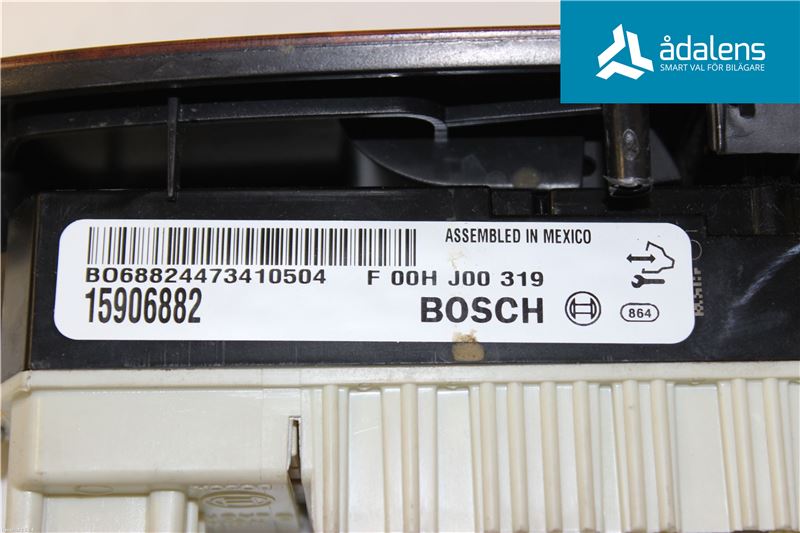 ådalens
SMART VAL FÖR BILÄGARE
ASSEMBLED IN MEXICO
BO68824473410504 F 00H J00 319
15906882 BOSCH 864